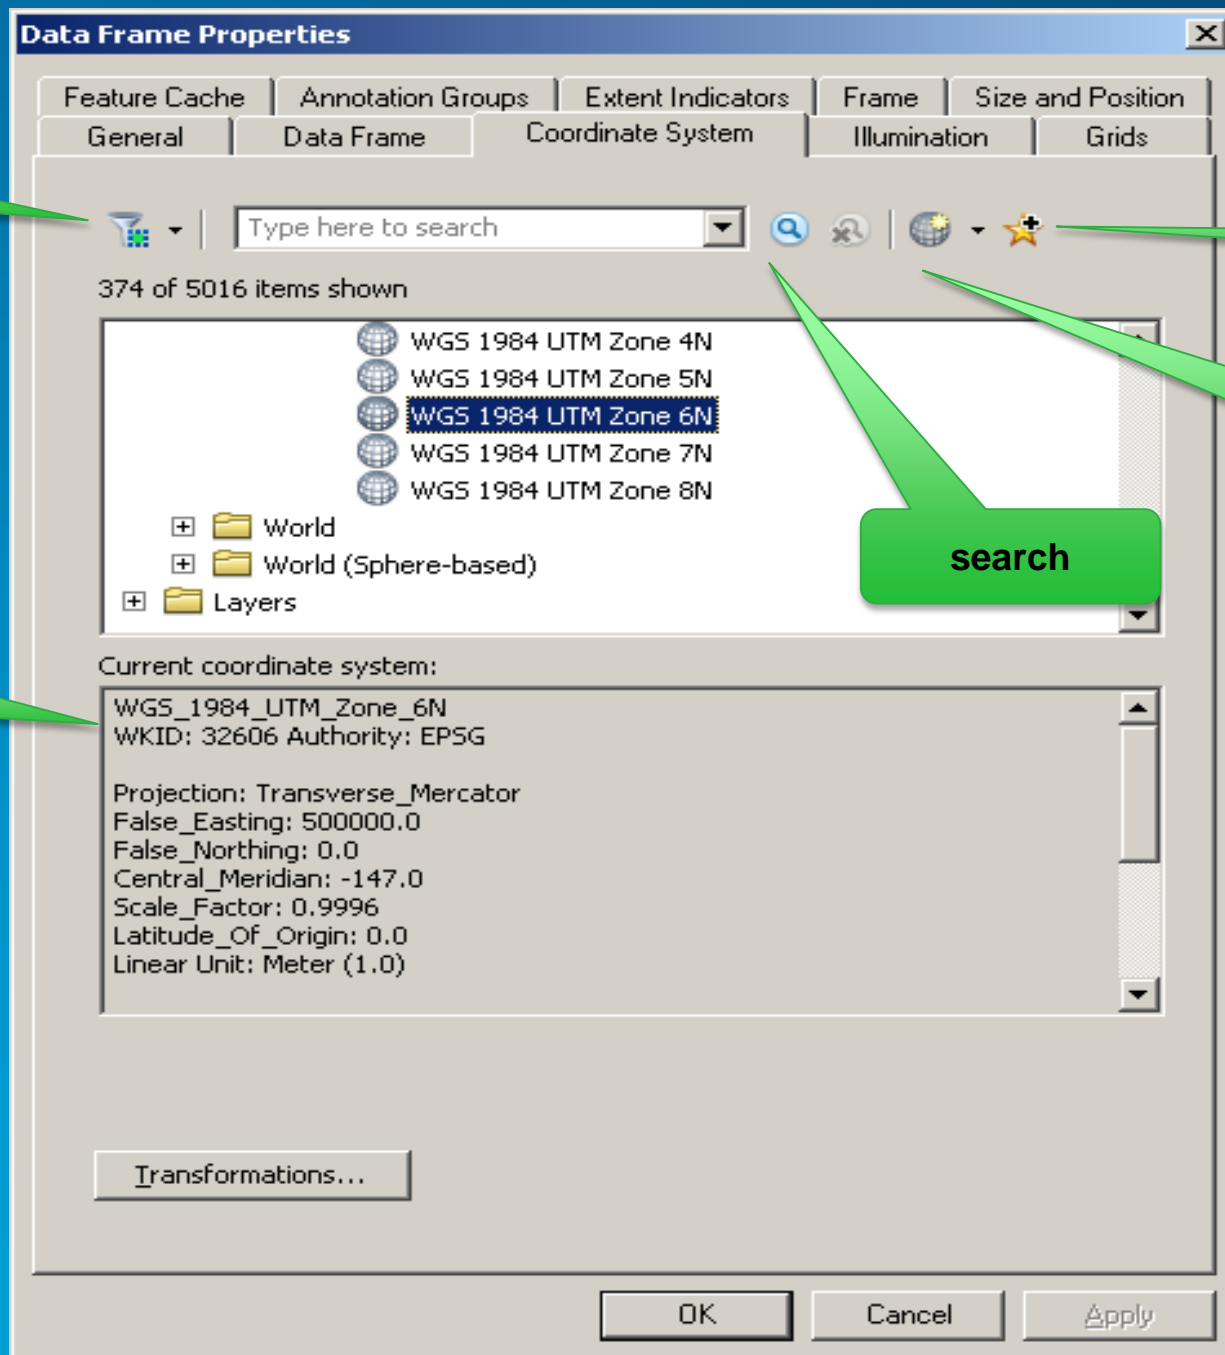 Data Frame Properties
Feature Cache Annotation Groups Extent Indicators Frame Size and Position
General Data Frame Coordinate System Illumination Grids
Type here to search
374 of 5016 items shown
WGS 1984 UTM Zone 4N
WGS 1984 UTM Zone 5N
WGS 1984 UTM Zone 6N
WGS 1984 UTM Zone 7N
WGS 1984 UTM Zone 8N
World
World (Sphere-based)
Layers
search
Current coordinate system:
WGS_1984_UTM_Zone_6N
WKID: 32606 Authority: EPSG
Projection: Transverse_Mercator
False_Easting: 500000.0
False_Northing: 0.0
Central_Meridian: -147.0
Scale_Factor: 0.9996
Latitude_Of_Origin: 0.0
Linear Unit: Meter (1.0)
Transformations...
OK Cancel Apply